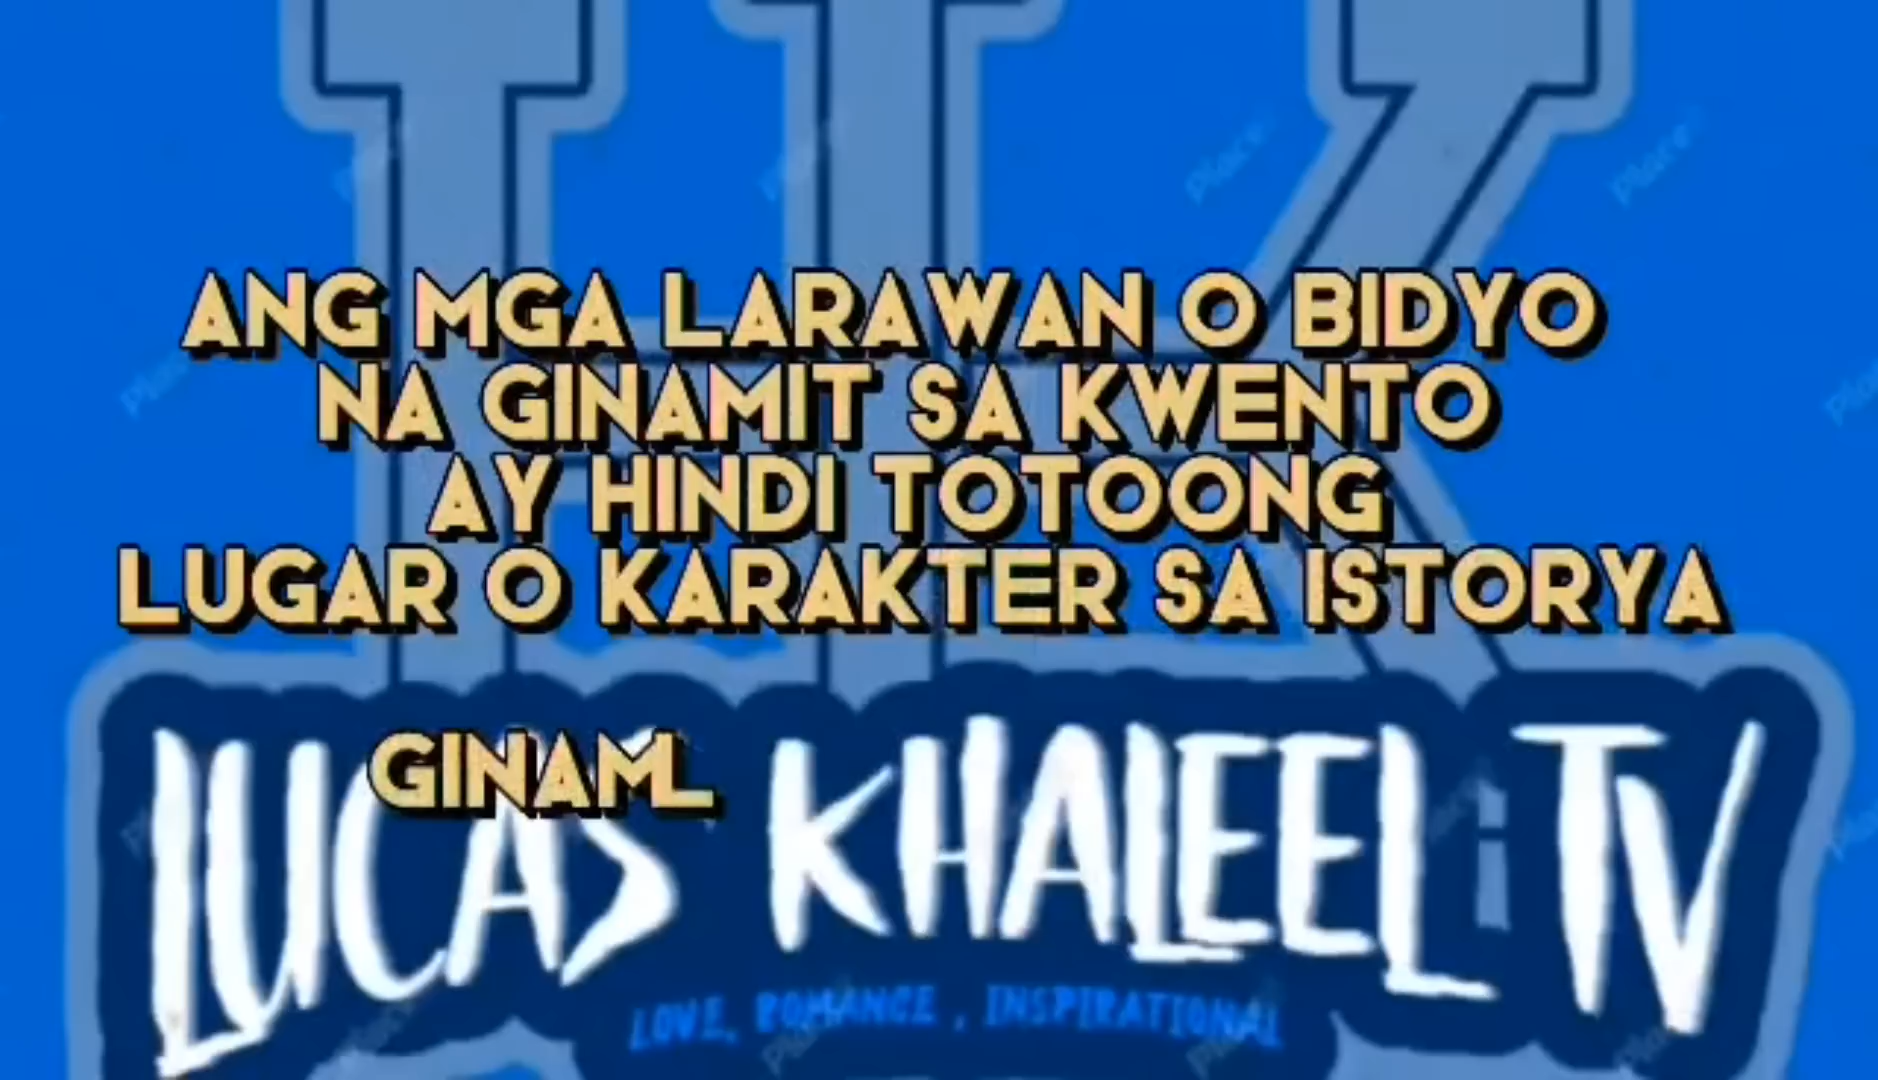 ANG MGA LARAWAN O BIDYO
NA GINAMIT SA KWENTO
AY HINDI TOTOONG
LUGAR O KARAKTER SA ISTORYA
GINAML
LUCAS KHALEEL TV
LOVE, ROMANCE, INSPIRATIONAL